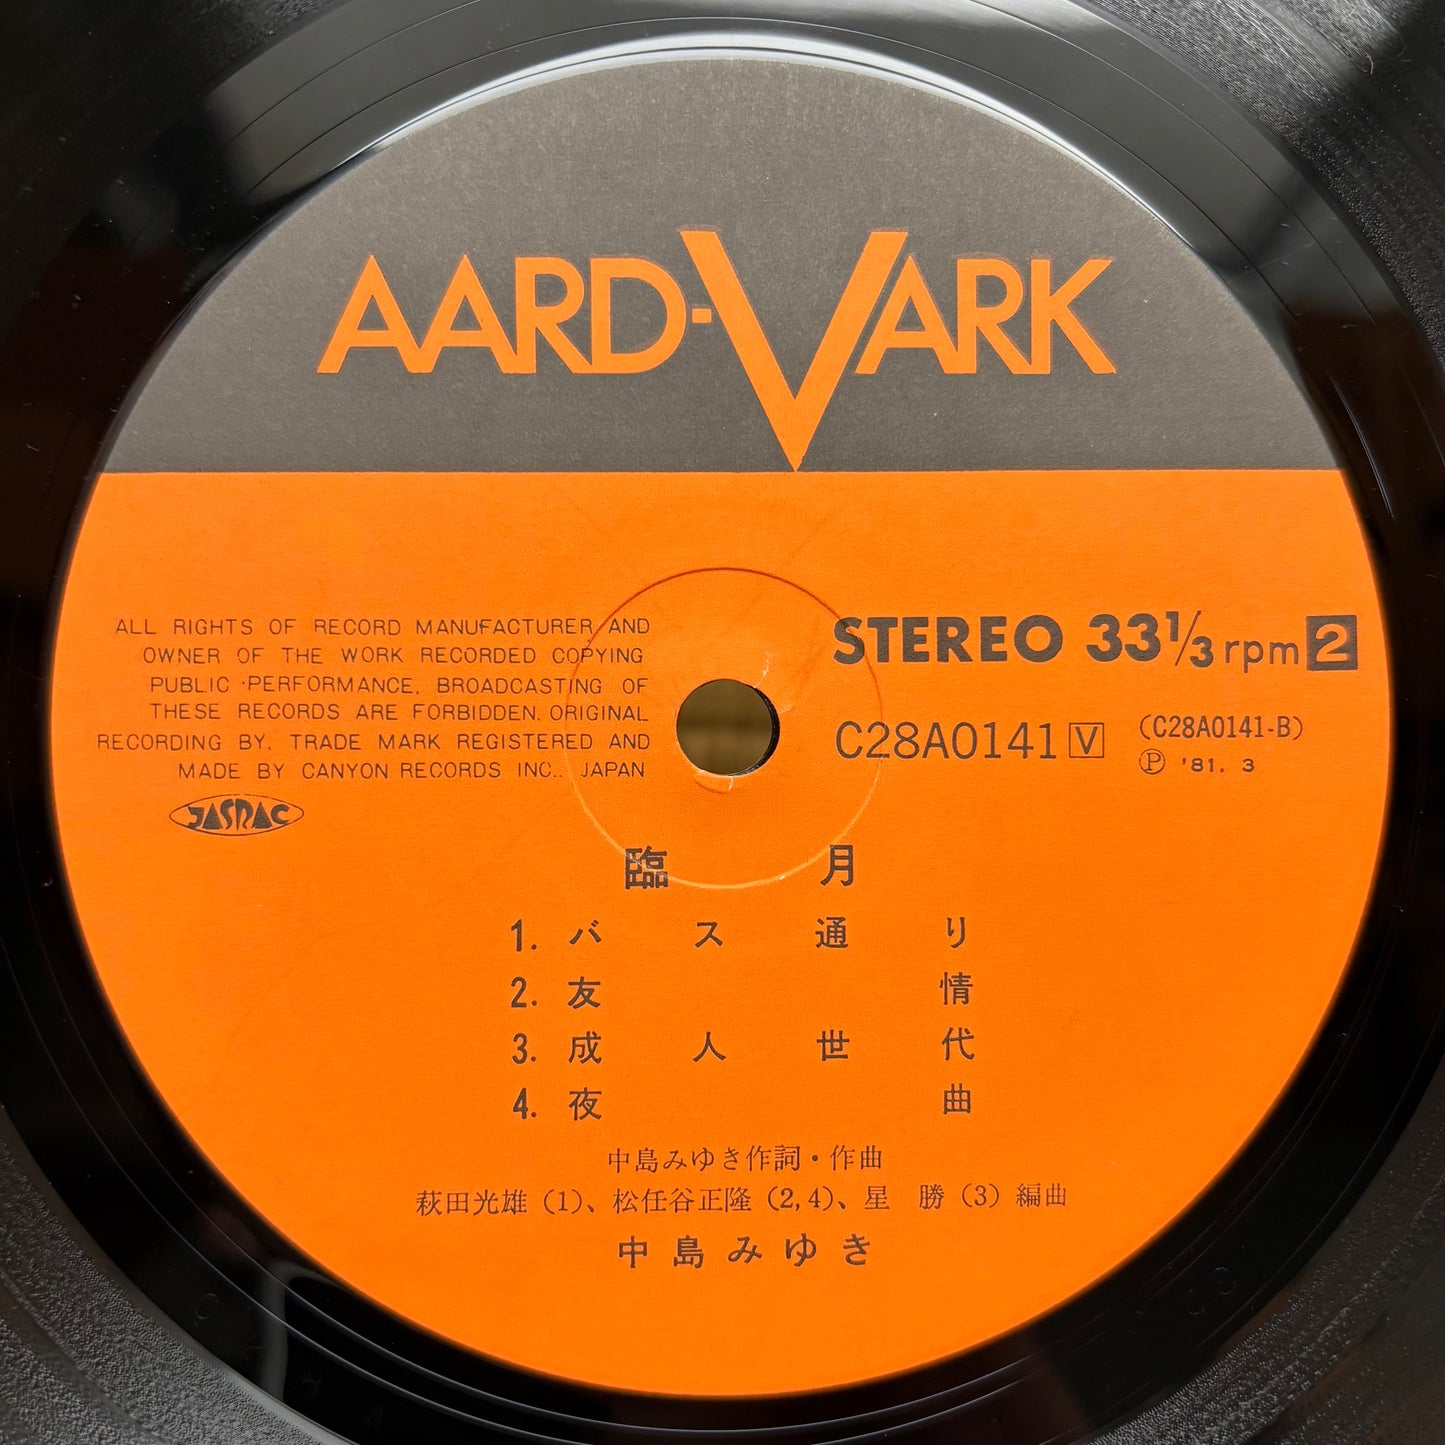 AARD-VARK
ALL RIGHTS OF RECORD MANUFACTURER AND
OWNER OF THE WORK RECORDED COPYING
PUBLIC PERFORMANCE, BROADCASTING OF
THESE RECORDS ARE FORBIDDEN. ORIGINAL
RECORDING BY. TRADE MARK REGISTERED AND
MADE BY CANYON RECORDS INC.. JAPAN
JASRAC
STEREO 33⅓ rpm 2
C28A0141 V (C28A0141-B)
Ⓟ '81. 3
臨月
1. バス通り
2. 友情
3. 成人世代
4. 夜曲
中島みゆき作詞・作曲
萩田光雄(1)、松任谷正隆(2,4)、星 勝(3)編曲
中島みゆき